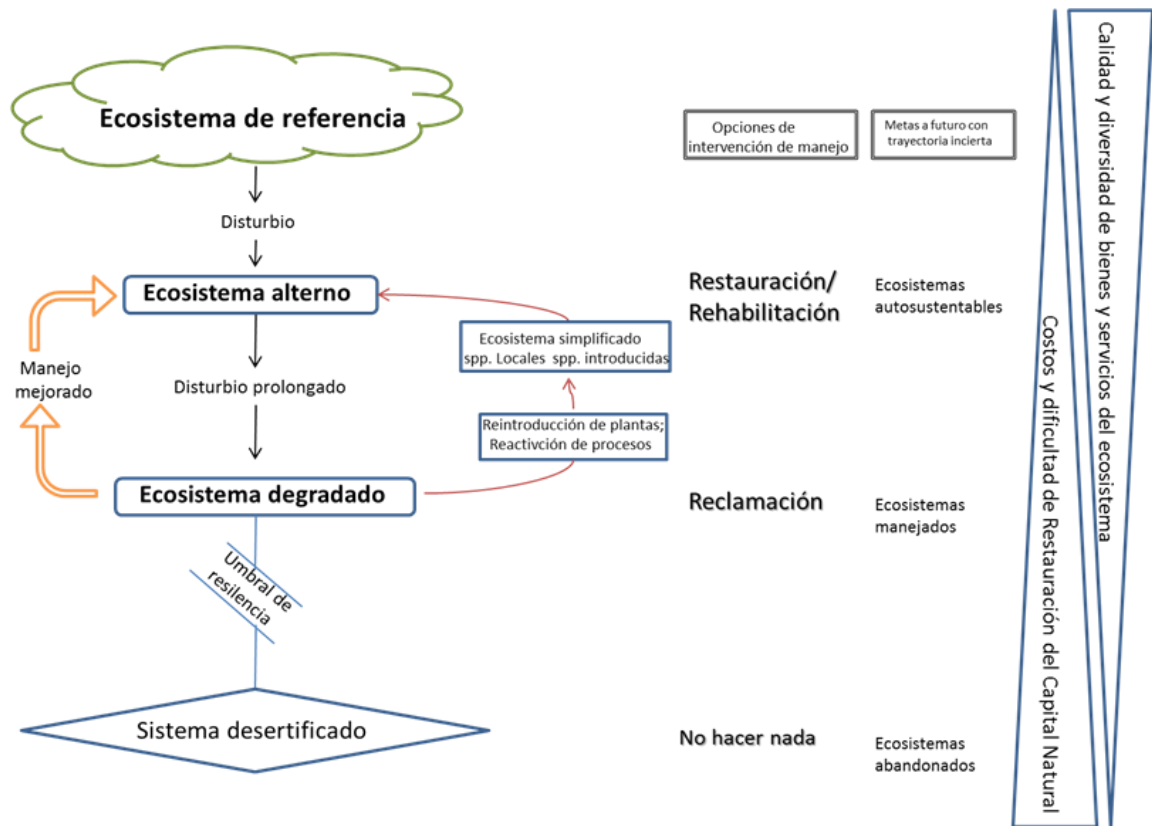 Ecosistema de referencia
Disturbio
Ecosistema alterno
Manejo
mejorado
Disturbio prolongado
Ecosistema simplificado
spp. Locales spp. introducidas
Reintroducción de plantas;
Reactivción de procesos
Ecosistema degradado
Umbral de
resilencia
Sistema desertificado
Opciones de
intervención de manejo
Metas a futuro con
trayectoria incierta
Restauración/
Rehabilitación
Ecosistemas
autosustentables
Reclamación
Ecosistemas
manejados
No hacer nada
Ecosistemas
abandonados
Costos y dificultad de Restauración del Capital Natural
Calidad y diversidad de bienes y servicios del ecosistema